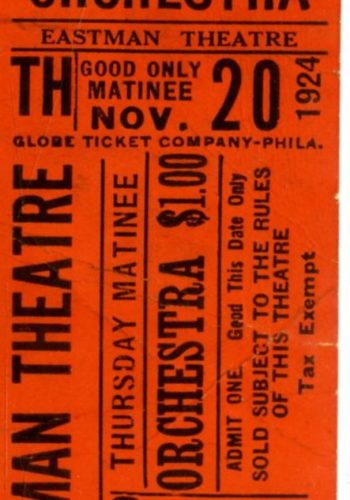 ORCHESTRA
EASTMAN THEATRE
TH GOOD ONLY
MATINEE
NOV. 20 1924
GLOBE TICKET COMPANY-PHILA.
MAN THEATRE
THURSDAY MATINEE
ORCHESTRA $1.00
ADMIT ONE. Good This Date Only
SOLD SUBJECT TO THE RULES
OF THIS THEATRE
Tax Exempt